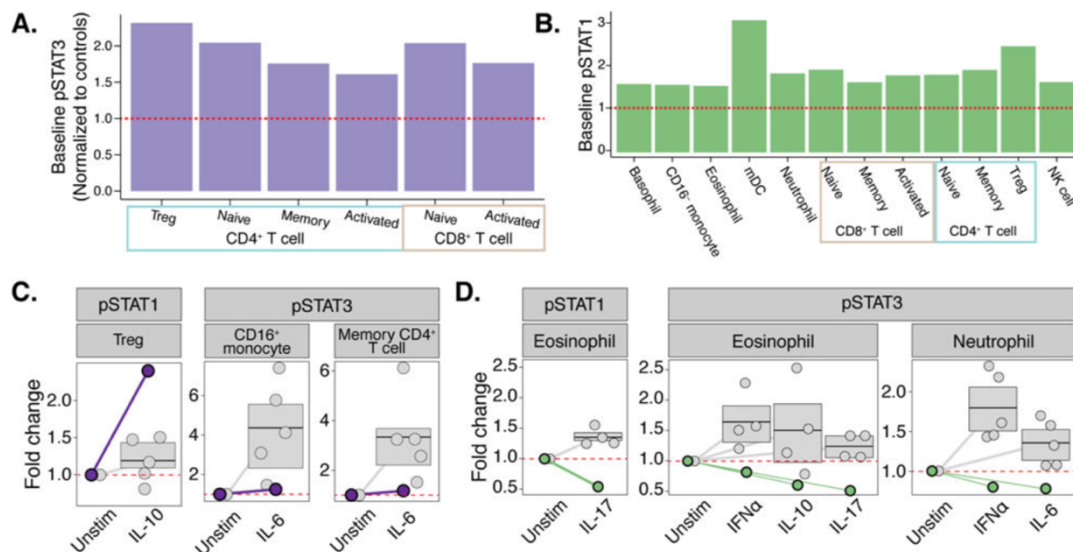 A.
Baseline pSTAT3
(Normalized to controls)
2.0
1.5
1.0
0.5
0.0
Treg Naive Memory Activated Naive Activated
CD4+ T cell CD8+ T cell
B.
Baseline pSTAT1
3
2
1
0
Basophil
CD16- monocyte
Eosinophil
mDC
Neutrophil
Naive
Memory
Activated
Naive
Memory
Treg
NK cell
CD8+ T cell CD4+ T cell
C.
pSTAT1 pSTAT3
Treg
CD16+
monocyte
Memory CD4+
T cell
Fold change
2.0
1.5
1.0
6
4
2
6
4
2
Unstim IL-10 Unstim IL-6 Unstim IL-6
D.
pSTAT1 pSTAT3
Eosinophil Eosinophil Neutrophil
Fold change
2.5
2.0
1.5
1.0
0.5
2.5
2.0
1.5
1.0
0.5
2.0
1.5
1.0
Unstim IL-17 Unstim IFNα IL-10 IL-17 Unstim IFNα IL-6